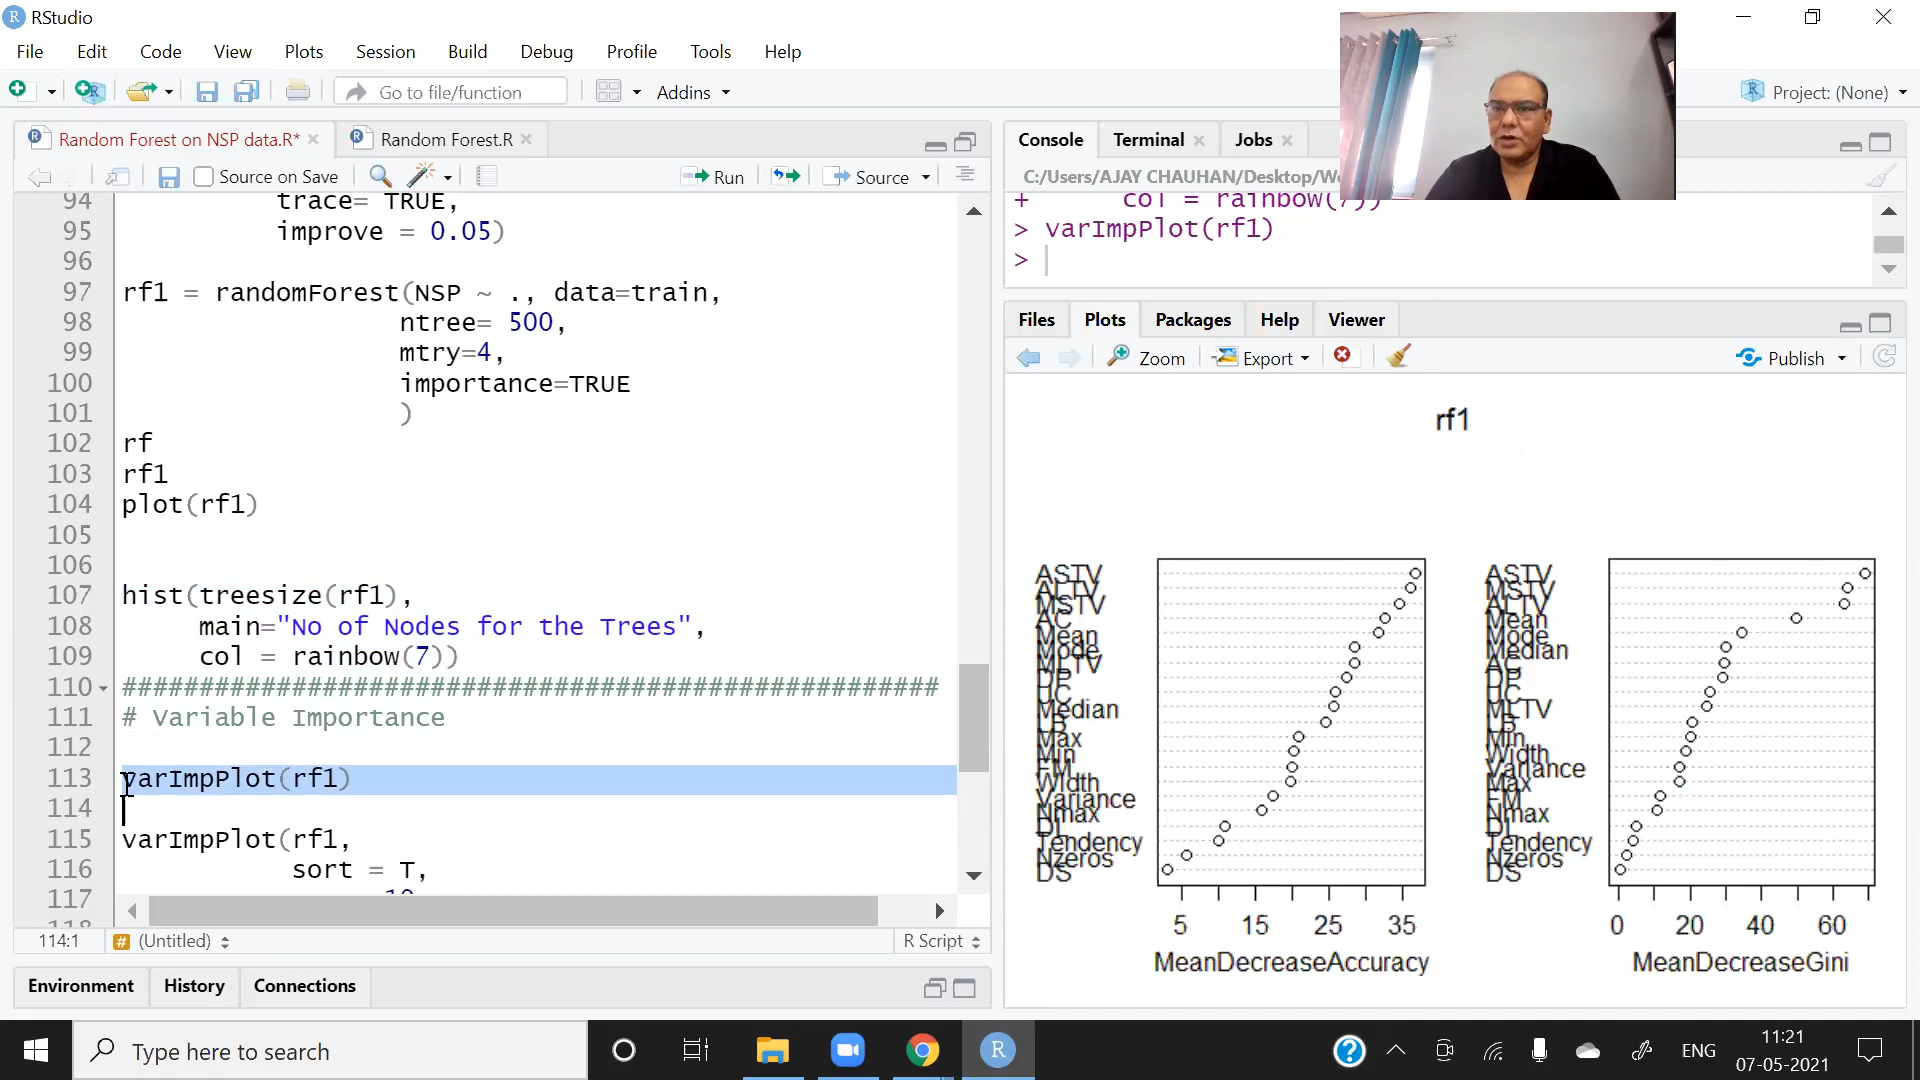 RStudio
File Edit Code View Plots Session Build Debug Profile Tools Help
Go to file/function Addins Project: (None)
Random Forest on NSP data.R* Random Forest.R
Source on Save Run Source
94 trace= TRUE,
95 improve = 0.05)
96
97 rf1 = randomForest(NSP ~ ., data=train,
98 ntree= 500,
99 mtry=4,
100 importance=TRUE
101 )
102 rf
103 rf1
104 plot(rf1)
105
106
107 hist(treesize(rf1),
108 main="No of Nodes for the Trees",
109 col = rainbow(7))
110 #####################################################
111 # Variable Importance
112
113 varImpPlot(rf1)
114
115 varImpPlot(rf1,
116 sort = T,
117
114:1 (Untitled) R Script
Environment History Connections
Console Terminal Jobs
C:/Users/AJAY CHAUHAN/Desktop/
+ col = rainbow(7))
> varImpPlot(rf1)
>
Files Plots Packages Help Viewer
Zoom Export Publish
rf1
ASTV
ALTV
MSTV
AC
Mean
Mode
MLTV
DP
UC
Median
LB
Max
Min
FM
Width
Variance
Nmax
DL
Tendency
Nzeros
DS
5 15 25 35
MeanDecreaseAccuracy
ASTV
MSTV
ALTV
Mean
Mode
Median
AC
DP
UC
MLTV
LB
Min
Width
Variance
Max
FM
Nmax
DL
Tendency
Nzeros
DS
0 20 40 60
MeanDecreaseGini
Type here to search
ENG
11:21
07-05-2021